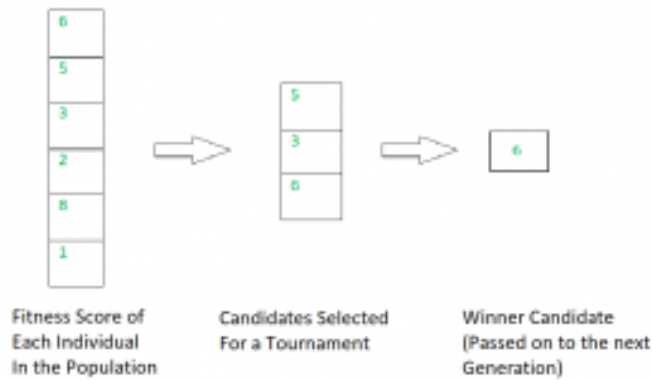 6
5
3
2
8
1
5
3
6
6
Fitness Score of
Each Individual
In the Population
Candidates Selected
For a Tournament
Winner Candidate
(Passed on to the next
Generation)